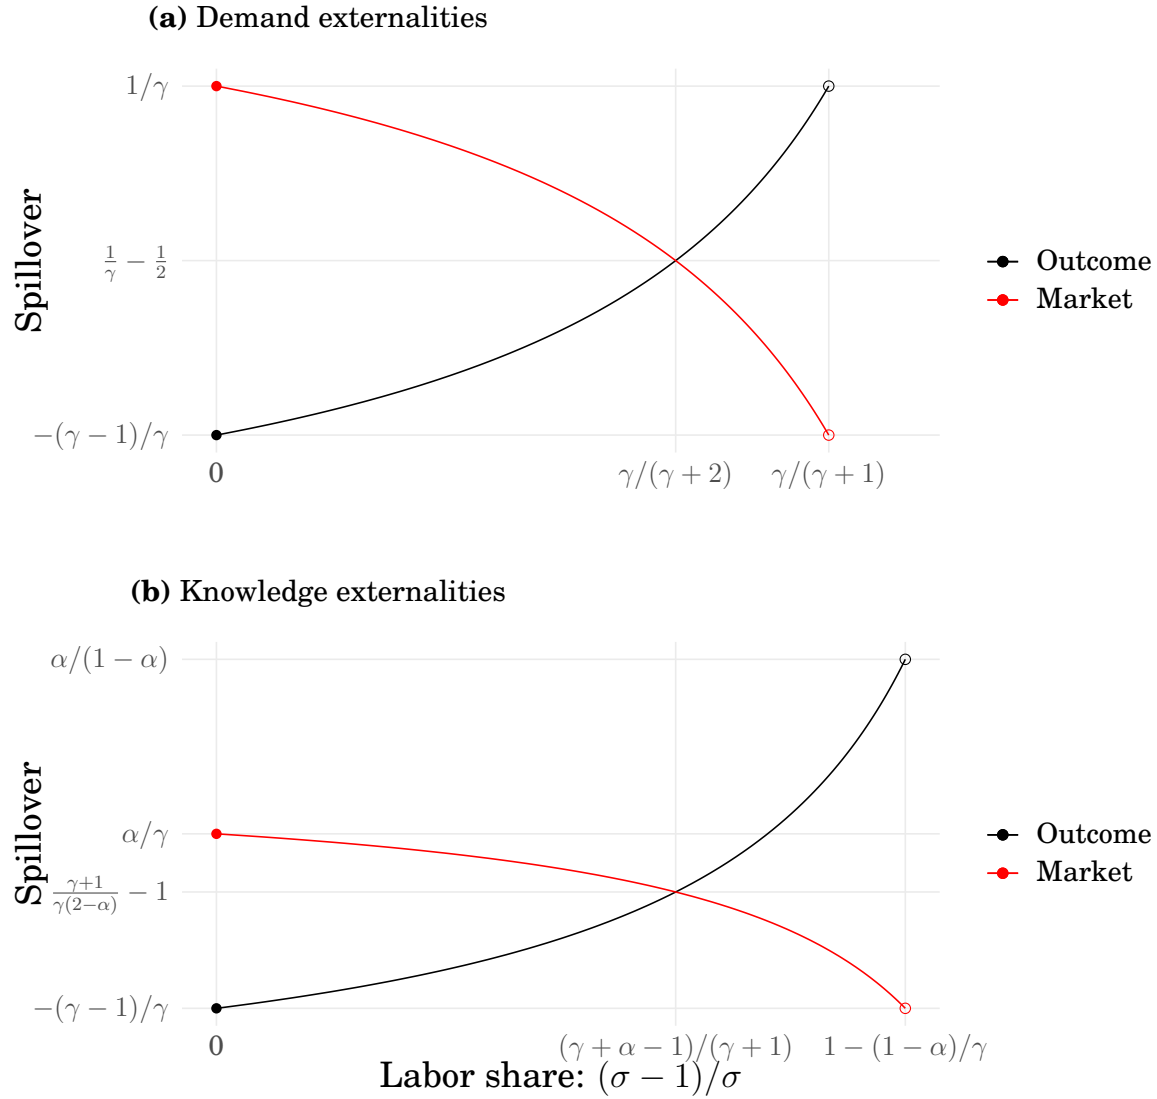 (a) Demand externalities
Spillover
1/γ
1/γ − 1/2
−(γ − 1)/γ
0
γ/(γ + 2)
γ/(γ + 1)
Outcome
Market
(b) Knowledge externalities
Spillover
α/(1 − α)
α/γ
γ+1/γ(2−α) − 1
−(γ − 1)/γ
0
(γ + α − 1)/(γ + 1)
1 − (1 − α)/γ
Labor share: (σ − 1)/σ
Outcome
Market